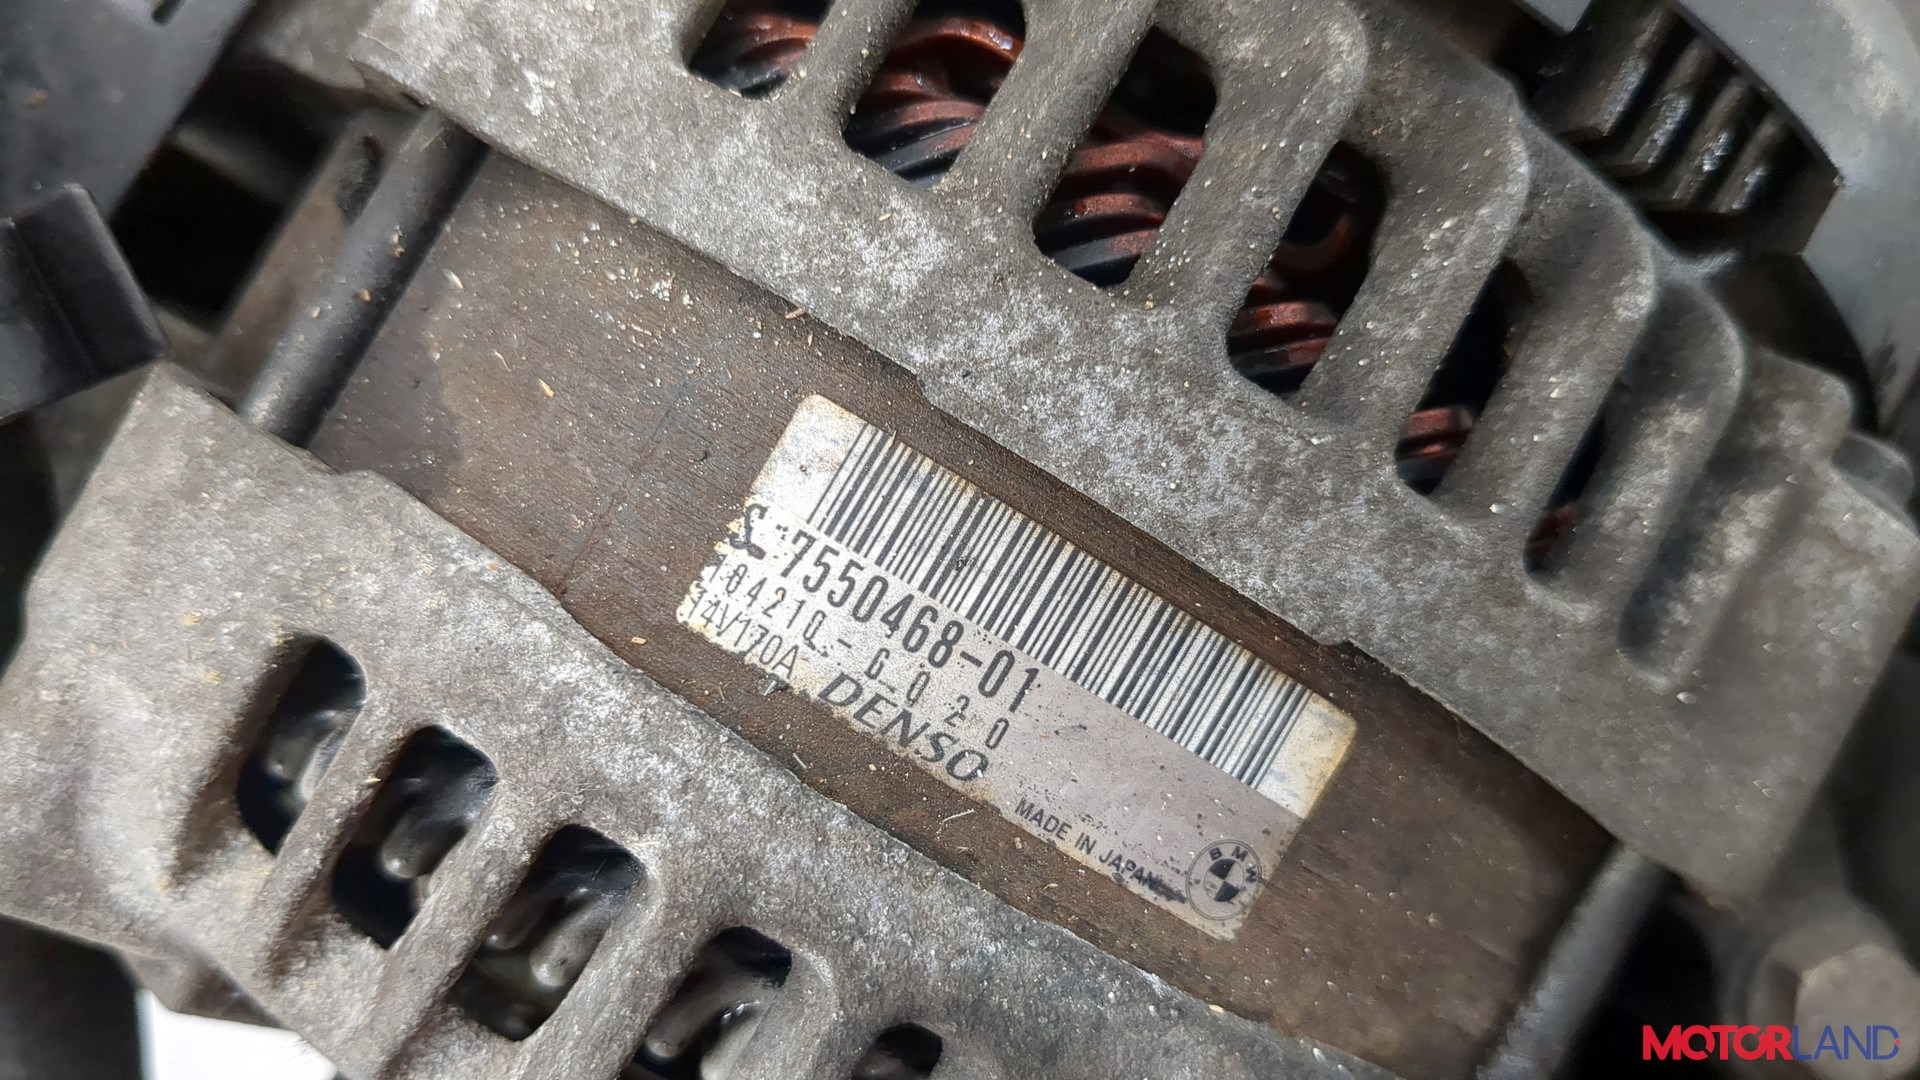 S 7550468-01
104210-6020
14V170A
DENSO
MADE IN JAPAN
BMW
MOTORLAND